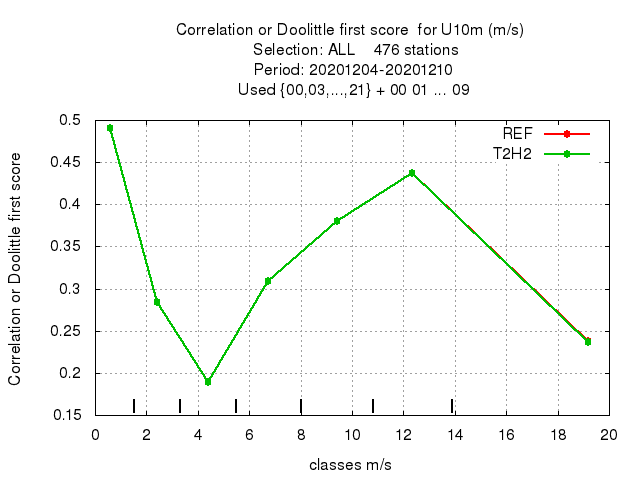 Correlation or Doolittle first score  for U10m (m/s)
Selection: ALL    476 stations
Period: 20201204-20201210
Used {00,03,...,21} + 00 01 ... 09
REF
T2H2
Correlation or Doolittle first score
0.5
0.45
0.4
0.35
0.3
0.25
0.2
0.15
0 2 4 6 8 10 12 14 16 18 20
classes m/s